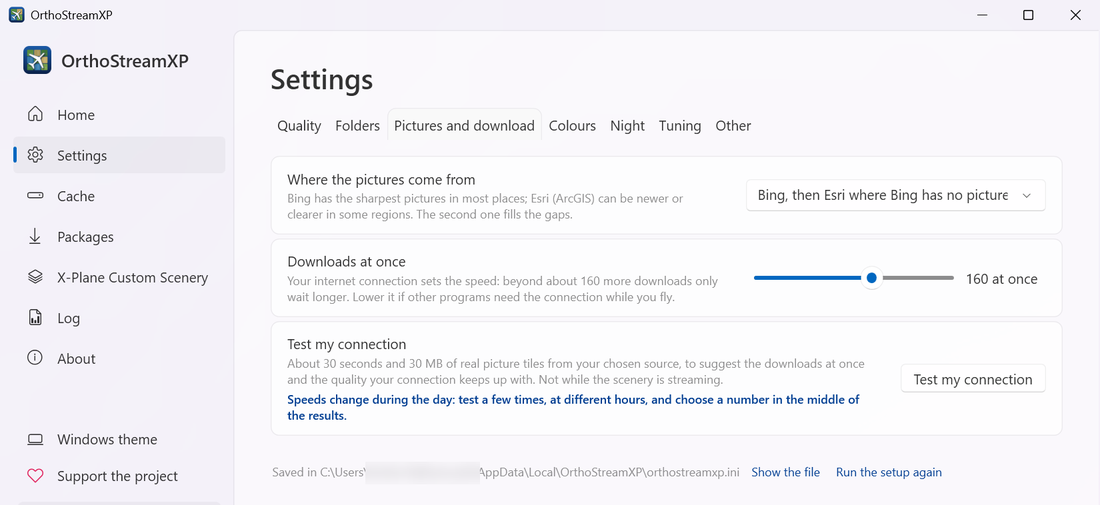 OrthoStreamXP
OrthoStreamXP
Home
Settings
Cache
Packages
X-Plane Custom Scenery
Log
About
Windows theme
Support the project
Settings
Quality Folders Pictures and download Colours Night Tuning Other
Where the pictures come from
Bing has the sharpest pictures in most places; Esri (ArcGIS) can be newer or
clearer in some regions. The second one fills the gaps.
Bing, then Esri where Bing has no picture
Downloads at once
Your internet connection sets the speed: beyond about 160 more downloads only
wait longer. Lower it if other programs need the connection while you fly.
160 at once
Test my connection
About 30 seconds and 30 MB of real picture tiles from your chosen source, to suggest the downloads at once
and the quality your connection keeps up with. Not while the scenery is streaming.
Speeds change during the day: test a few times, at different hours, and choose a number in the middle of
the results.
Test my connection
Saved in C:\Users\ AppData\Local\OrthoStreamXP\orthostreamxp.ini Show the file Run the setup again